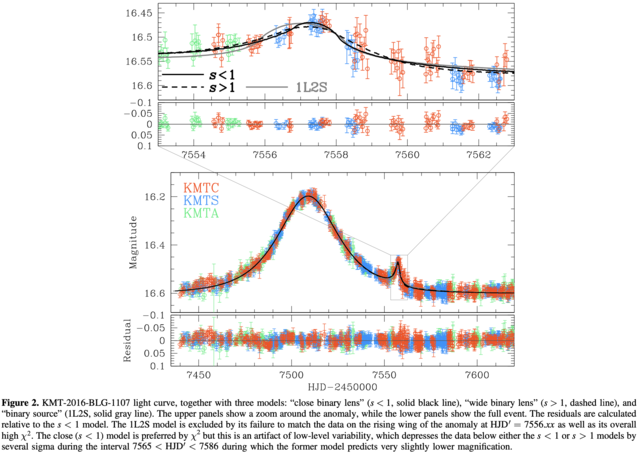 16.45
16.5
16.55
16.6
s<1
s>1
1L2S
-0.1
-0.05
0
0.05
0.1
7554 7556 7558 7560 7562
KMTC
KMTS
KMTA
16.2
16.4
16.6
Magnitude
-0.1
-0.05
0
0.05
0.1
Residual
7450 7500 7550 7600
HJD-2450000
Figure 2. KMT-2016-BLG-1107 light curve, together with three models: “close binary lens” (s < 1, solid black line), “wide binary lens” (s > 1, dashed line), and
“binary source” (1L2S, solid gray line). The upper panels show a zoom around the anomaly, while the lower panels show the full event. The residuals are calculated
relative to the s < 1 model. The 1L2S model is excluded by its failure to match the data on the rising wing of the anomaly at HJD′ = 7556.xx as well as its overall
high χ². The close (s < 1) model is preferred by χ² but this is an artifact of low-level variability, which depresses the data below either the s < 1 or s > 1 models by
several sigma during the interval 7565 < HJD′ < 7586 during which the former model predicts very slightly lower magnification.